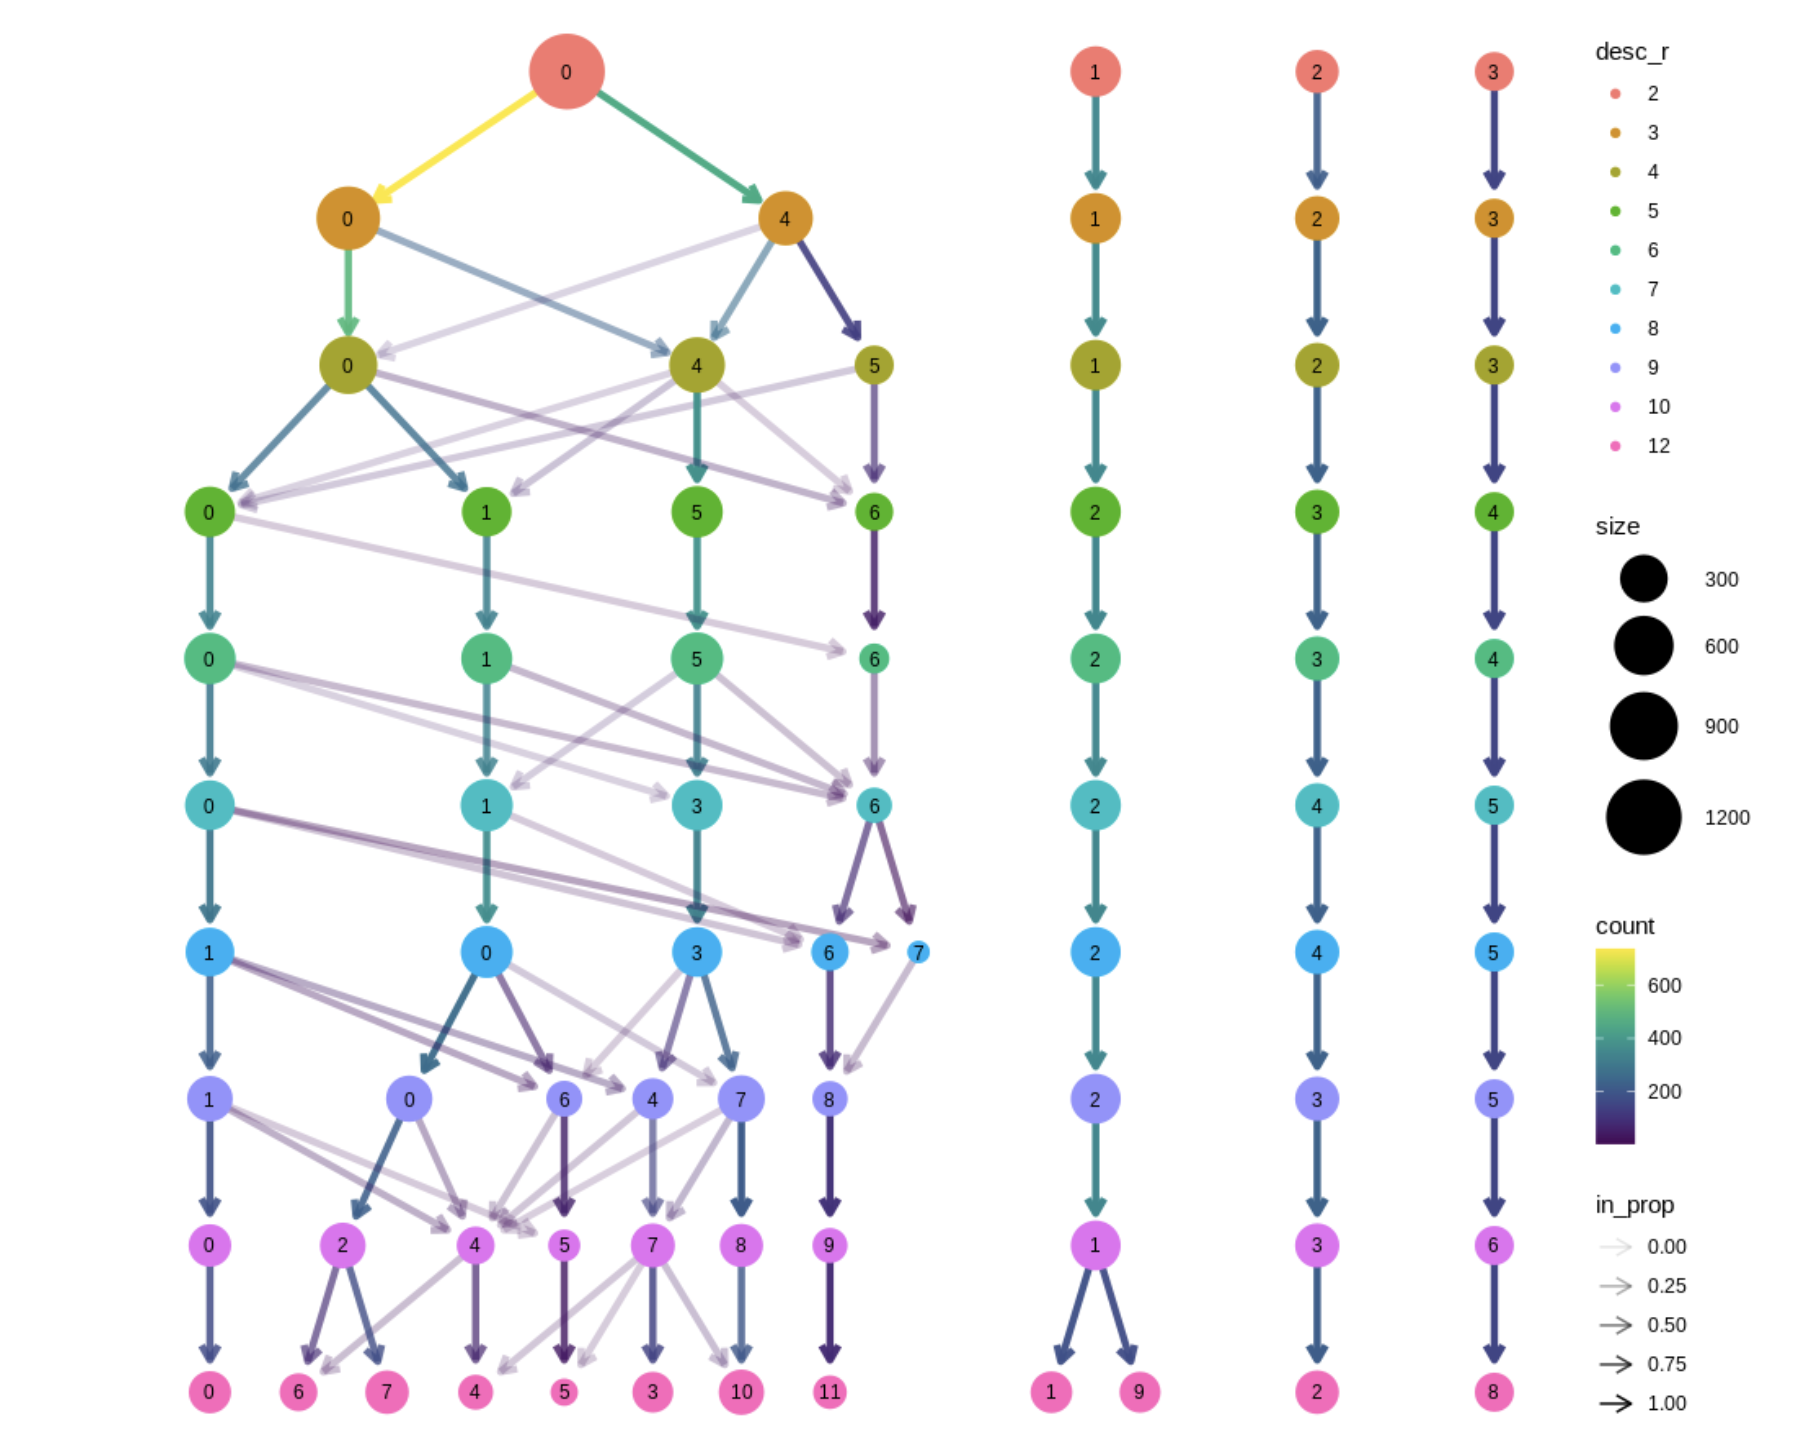 0 1 2 3
0 4 1 2 3
0 4 5 1 2 3
0 1 5 6 2 3 4
0 1 5 6 2 3 4
0 1 3 6 2 4 5
1 0 3 6 7 2 4 5
1 0 6 4 7 8 2 3 5
0 2 4 5 7 8 9 1 3 6
0 6 7 4 5 3 10 11 1 9 2 8
desc_r
2
3
4
5
6
7
8
9
10
12
size
300
600
900
1200
count
600
400
200
in_prop
0.00
0.25
0.50
0.75
1.00